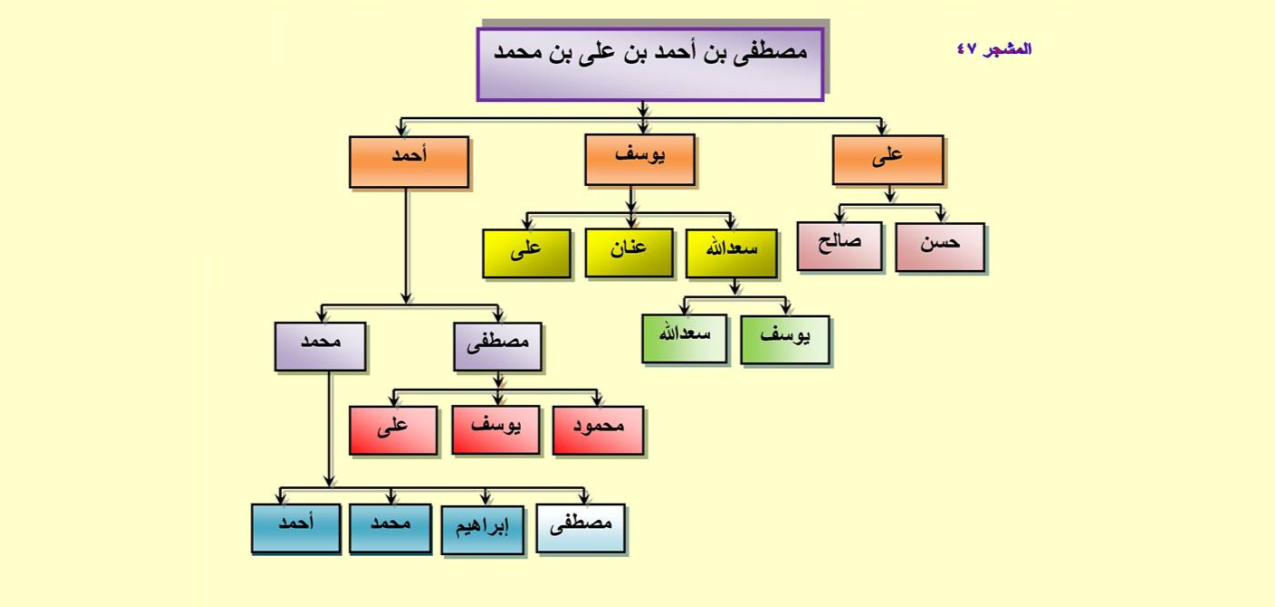 المشجر ٤٧
مصطفى بن أحمد بن على بن محمد
على
يوسف
أحمد
حسن
صالح
سعدالله
عنان
على
يوسف
سعدالله
مصطفى
محمد
محمود
يوسف
على
مصطفى
إبراهيم
محمد
أحمد